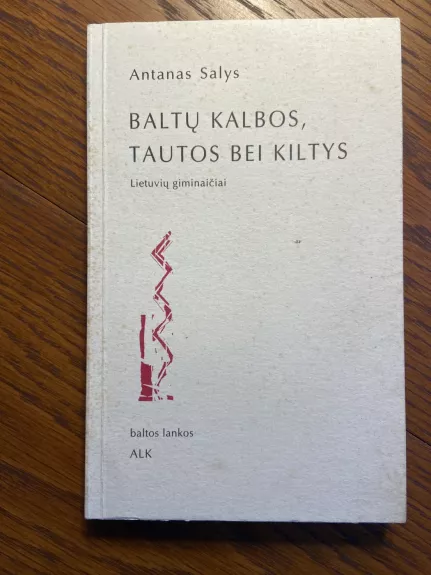 Antanas Salys
BALTŲ KALBOS,
TAUTOS BEI KILTYS
Lietuvių giminaičiai
baltos lankos
ALK